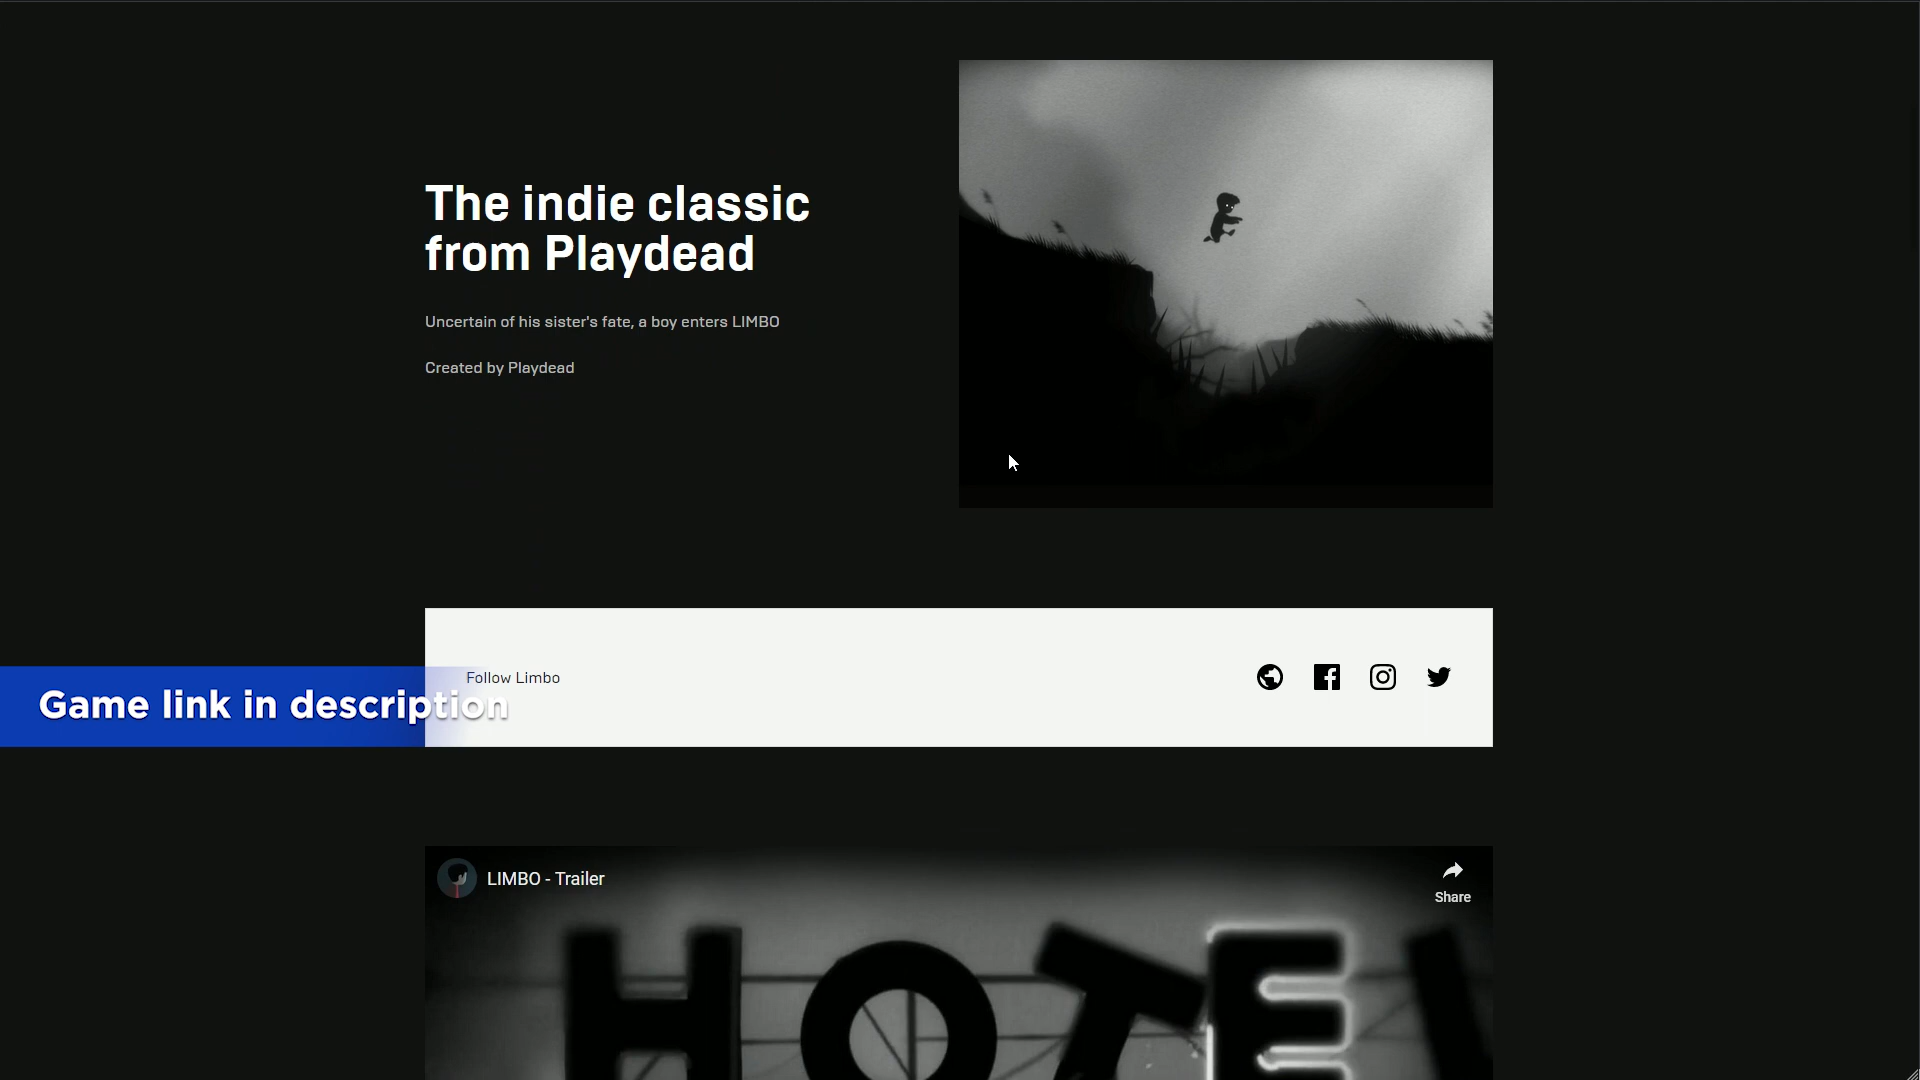 The indie classic
from Playdead
Uncertain of his sister's fate, a boy enters LIMBO
Created by Playdead
Follow Limbo
Game link in description
LIMBO - Trailer
Share
HOTEL